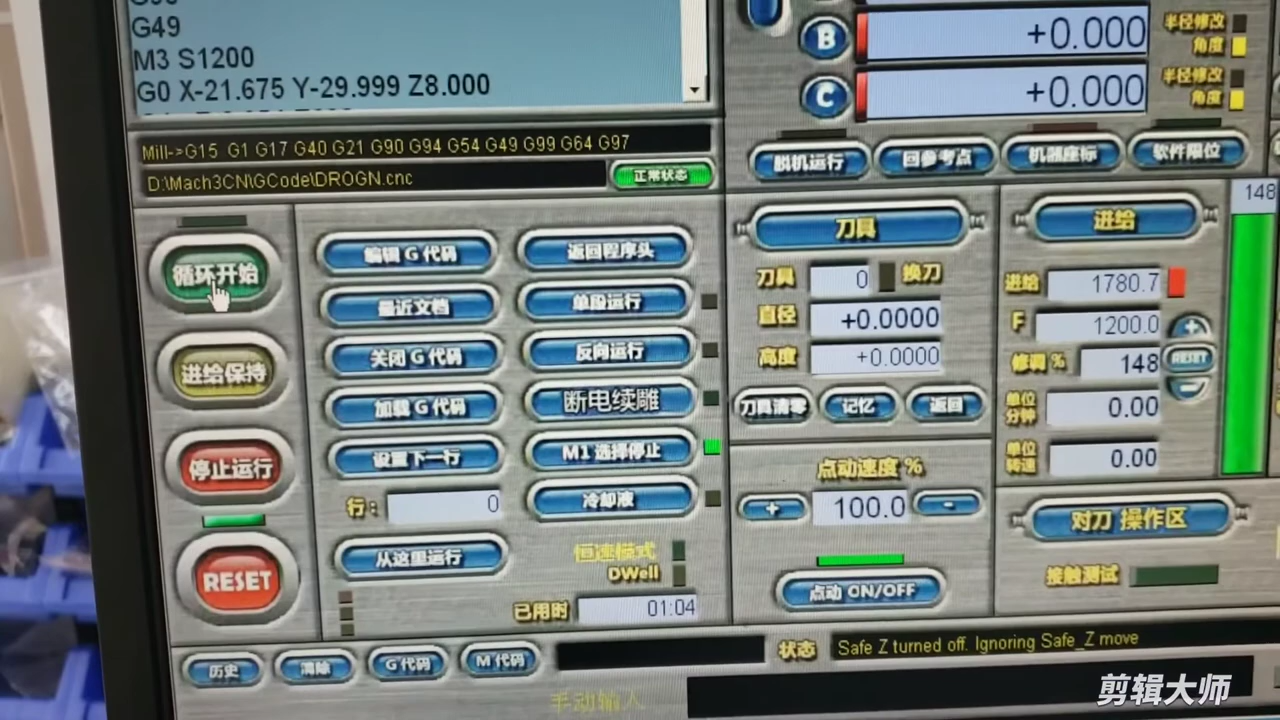 G49
M3 S1200
G0 X-21.675 Y-29.999 Z8.000
Mill->G15 G1 G17 G40 G21 G90 G94 G54 G49 G99 G64 G97
D:\Mach3CN\GCode\DROGN.cnc
正常状态
B +0.000 半径修改
角度
C +0.000 半径修改
角度
脱机运行 回参考点 机器座标 软件限位
148
循环开始
进给保持
停止运行
RESET
编辑 G 代码 返回程序头
最近文档 单段运行
关闭 G 代码 反向运行
加载 G 代码 断电续雕
设置下一行 M1 选择停止
行: 0 冷却液
从这里运行 恒速模式
DWell
已用时 01:04
刀具
刀具 0 换刀
直径 +0.0000
高度 +0.0000
刀具清零 记忆 返回
点动速度 %
+ 100.0 -
点动 ON/OFF
进给
进给 1780.7
F 1200.0 +
修调 % 148 RESET
单位 分钟 0.00 -
单位 转速 0.00
对刀 操作区
接触测试
历史 清除 G 代码 M 代码
状态 Safe Z turned off. Ignoring Safe_Z move
手动输入
剪辑大师